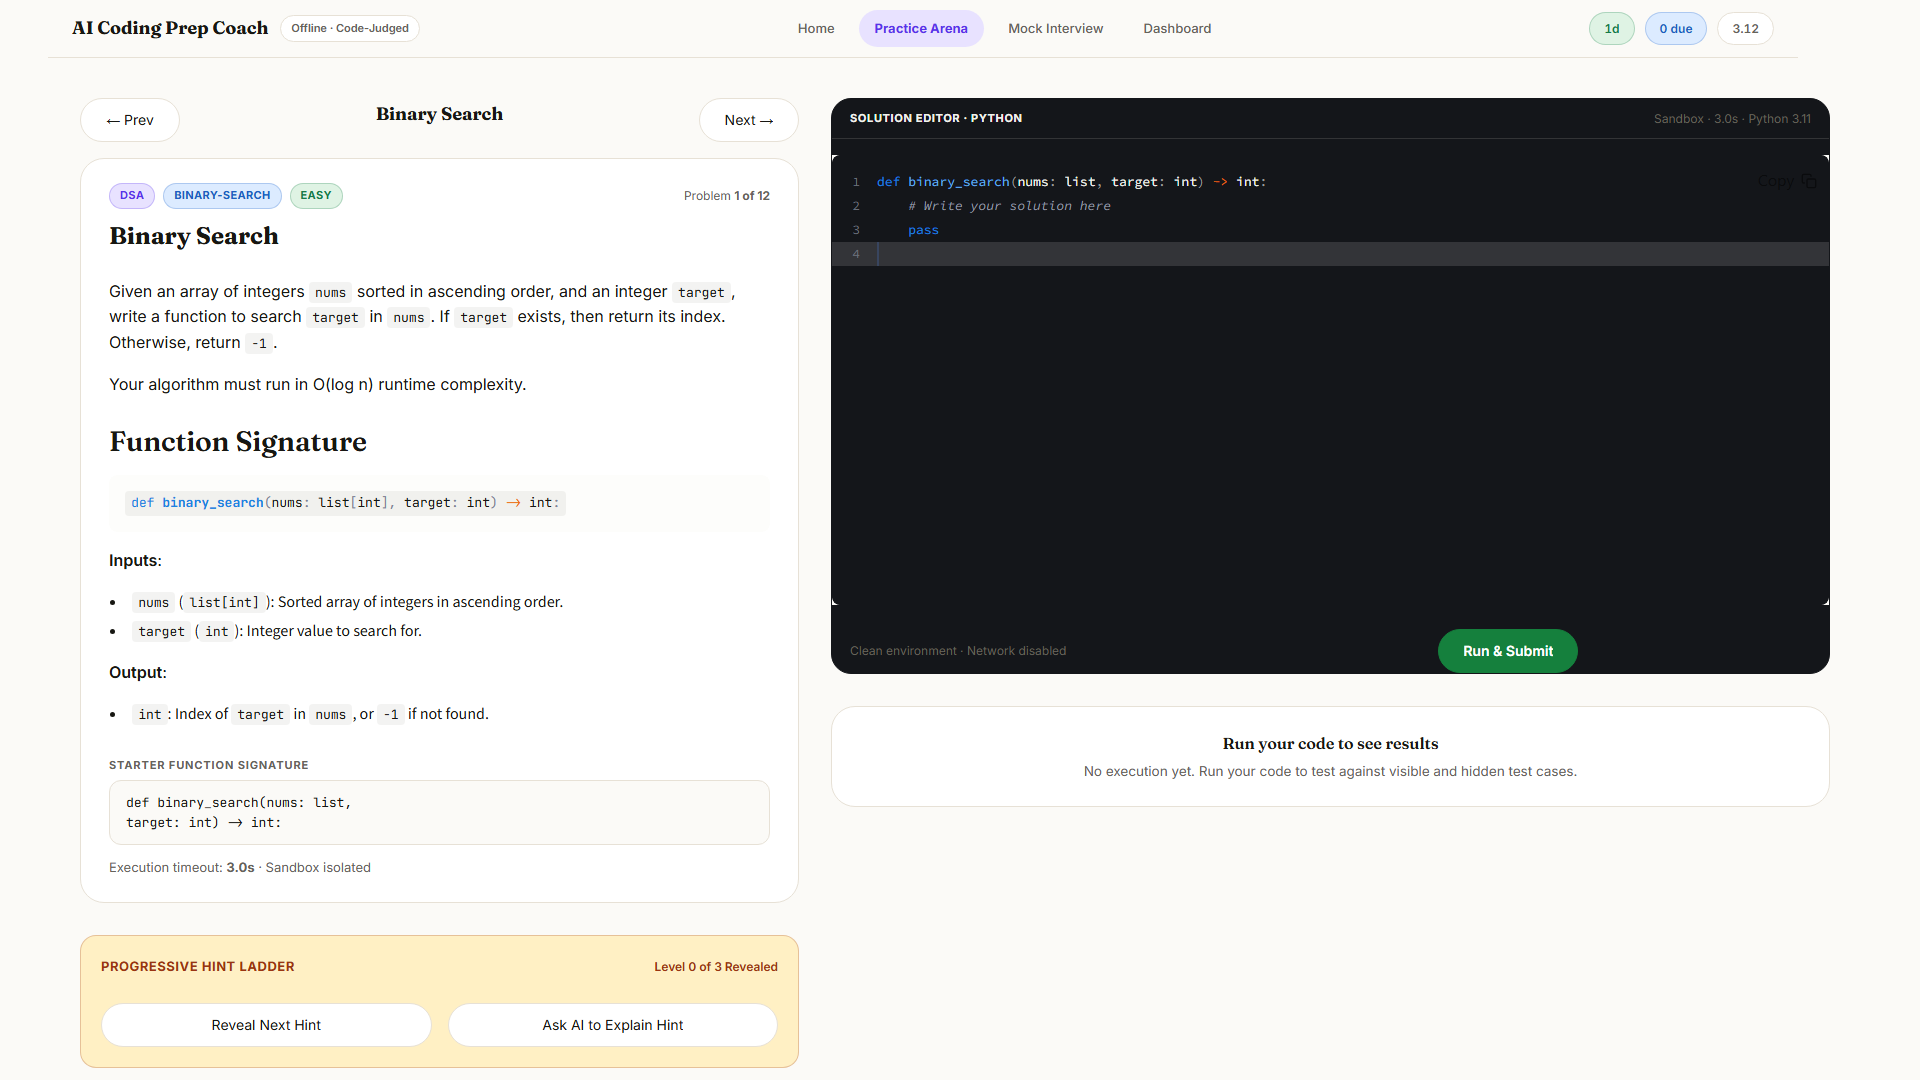 AI Coding Prep Coach
Offline · Code-Judged
Home
Practice Arena
Mock Interview
Dashboard
1d
0 due
3.12
← Prev
Binary Search
Next →
DSA
BINARY-SEARCH
EASY
Problem 1 of 12
Binary Search
Given an array of integers nums sorted in ascending order, and an integer target,
write a function to search target in nums. If target exists, then return its index.
Otherwise, return -1.
Your algorithm must run in O(log n) runtime complexity.
Function Signature
def binary_search(nums: list[int], target: int) -> int:
Inputs:
• nums (list[int]): Sorted array of integers in ascending order.
• target (int): Integer value to search for.
Output:
• int: Index of target in nums, or -1 if not found.
STARTER FUNCTION SIGNATURE
def binary_search(nums: list,
target: int) -> int:
Execution timeout: 3.0s · Sandbox isolated
PROGRESSIVE HINT LADDER
Level 0 of 3 Revealed
Reveal Next Hint
Ask AI to Explain Hint
SOLUTION EDITOR · PYTHON
Sandbox · 3.0s · Python 3.11
1 def binary_search(nums: list, target: int) -> int:
Copy
2 # Write your solution here
3 pass
4
Clean environment · Network disabled
Run & Submit
Run your code to see results
No execution yet. Run your code to test against visible and hidden test cases.